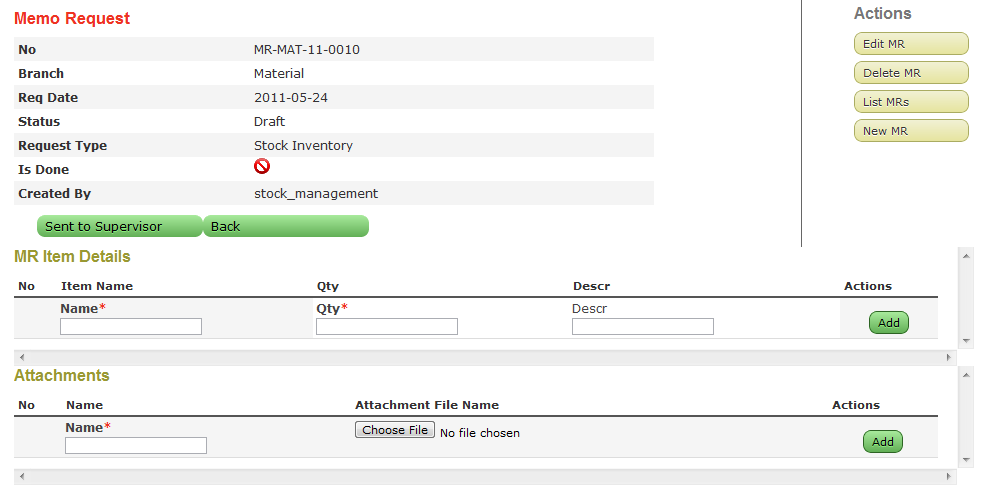 Memo Request
No MR-MAT-11-0010
Branch Material
Req Date 2011-05-24
Status Draft
Request Type Stock Inventory
Is Done
Created By stock_management
Sent to Supervisor Back
Actions
Edit MR
Delete MR
List MRs
New MR
MR Item Details
No Item Name Qty Descr Actions
Name* Qty* Descr
Add
Attachments
No Name Attachment File Name Actions
Name* Choose File No file chosen
Add